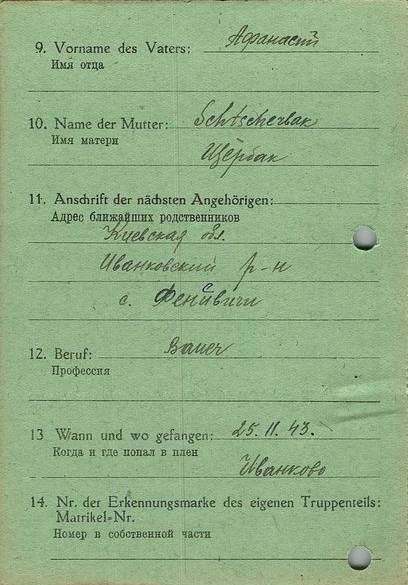 9. Vorname des Vaters: Афанасий
Имя отца
10. Name der Mutter: Schtscherbak
Имя матери
Щербак
11. Anschrift der nächsten Angehörigen:
Адрес ближайших родственников
Киевская обл.
Иванковский р-н
с. Феневичи
12. Beruf: Bauer
Профессия
13 Wann und wo gefangen: 25.11.43.
Когда и где попал в плен
Иванково
14. Nr. der Erkennungsmarke des eigenen Truppenteils:
Matrikel-Nr.
Номер в собственной части